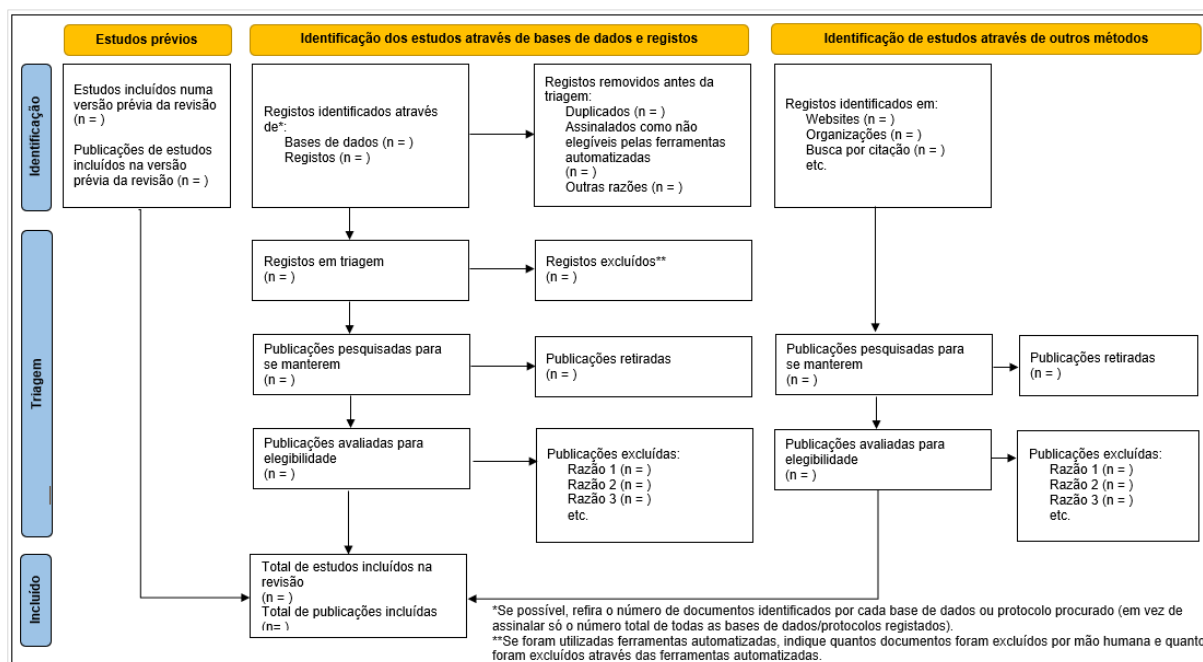 Estudos prévios
Identificação dos estudos através de bases de dados e registos
Identificação de estudos através de outros métodos
Identificação
Estudos incluídos numa
versão prévia da revisão
(n = )
Publicações de estudos
incluídos na versão
prévia da revisão (n = )
Registos identificados através
de*:
Bases de dados (n = )
Registos (n = )
Registos removidos antes da
triagem:
Duplicados (n = )
Assinalados como não
elegíveis pelas ferramentas
automatizadas
(n = )
Outras razões (n = )
Registos identificados em:
Websites (n = )
Organizações (n = )
Busca por citação (n = )
etc.
Triagem
Registos em triagem
(n = )
Registos excluídos**
(n = )
Publicações pesquisadas para
se manterem
(n = )
Publicações retiradas
(n = )
Publicações pesquisadas para
se manterem
(n = )
Publicações retiradas
(n = )
Publicações avaliadas para
elegibilidade
(n = )
Publicações excluídas:
Razão 1 (n = )
Razão 2 (n = )
Razão 3 (n = )
etc.
Publicações avaliadas para
elegibilidade
(n = )
Publicações excluídas:
Razão 1 (n = )
Razão 2 (n = )
Razão 3 (n = )
etc.
Incluído
Total de estudos incluídos na
revisão
(n = )
Total de publicações incluídas
(n= )
*Se possível, refira o número de documentos identificados por cada base de dados ou protocolo procurado (em vez de
assinalar só o número total de todas as bases de dados/protocolos registados).
**Se foram utilizadas ferramentas automatizadas, indique quantos documentos foram excluídos por mão humana e quanto
foram excluídos através das ferramentas automatizadas.